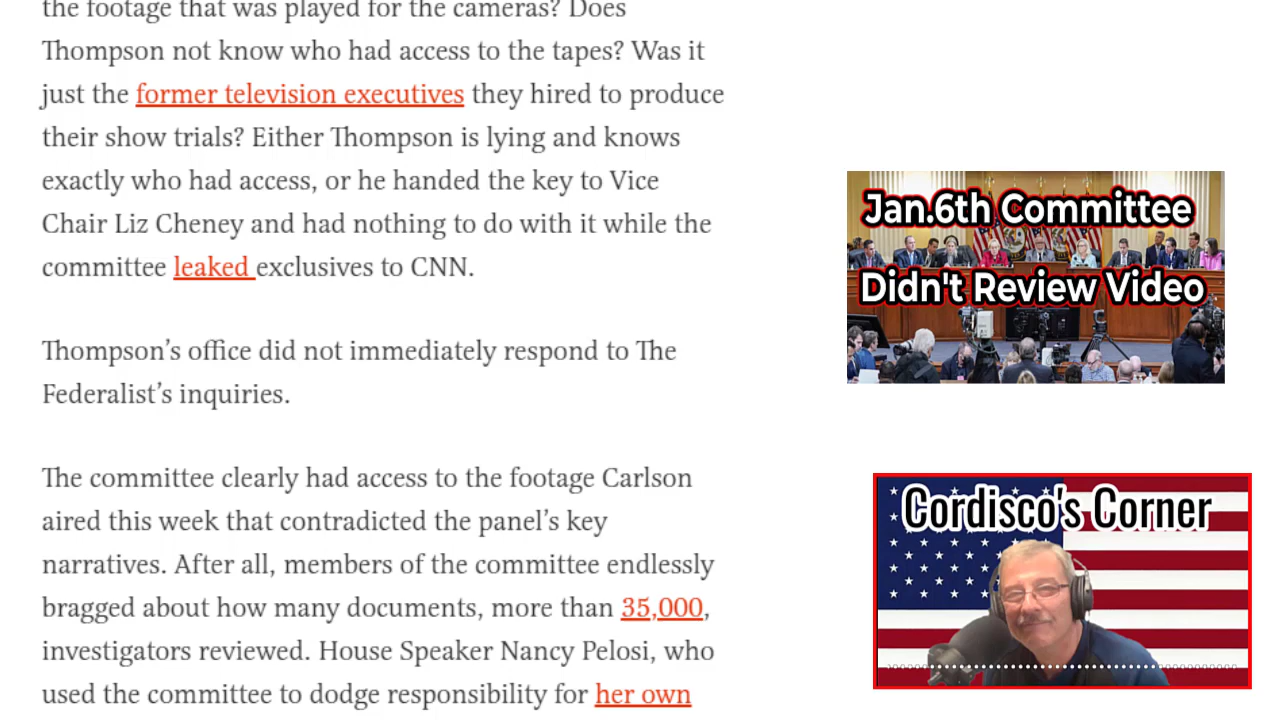 the footage that was played for the cameras? Does
Thompson not know who had access to the tapes? Was it
just the former television executives they hired to produce
their show trials? Either Thompson is lying and knows
exactly who had access, or he handed the key to Vice
Chair Liz Cheney and had nothing to do with it while the
committee leaked exclusives to CNN.
Thompson’s office did not immediately respond to The
Federalist’s inquiries.
The committee clearly had access to the footage Carlson
aired this week that contradicted the panel’s key
narratives. After all, members of the committee endlessly
bragged about how many documents, more than 35,000,
investigators reviewed. House Speaker Nancy Pelosi, who
used the committee to dodge responsibility for her own
Jan.6th Committee
Didn't Review Video
Cordisco's Corner